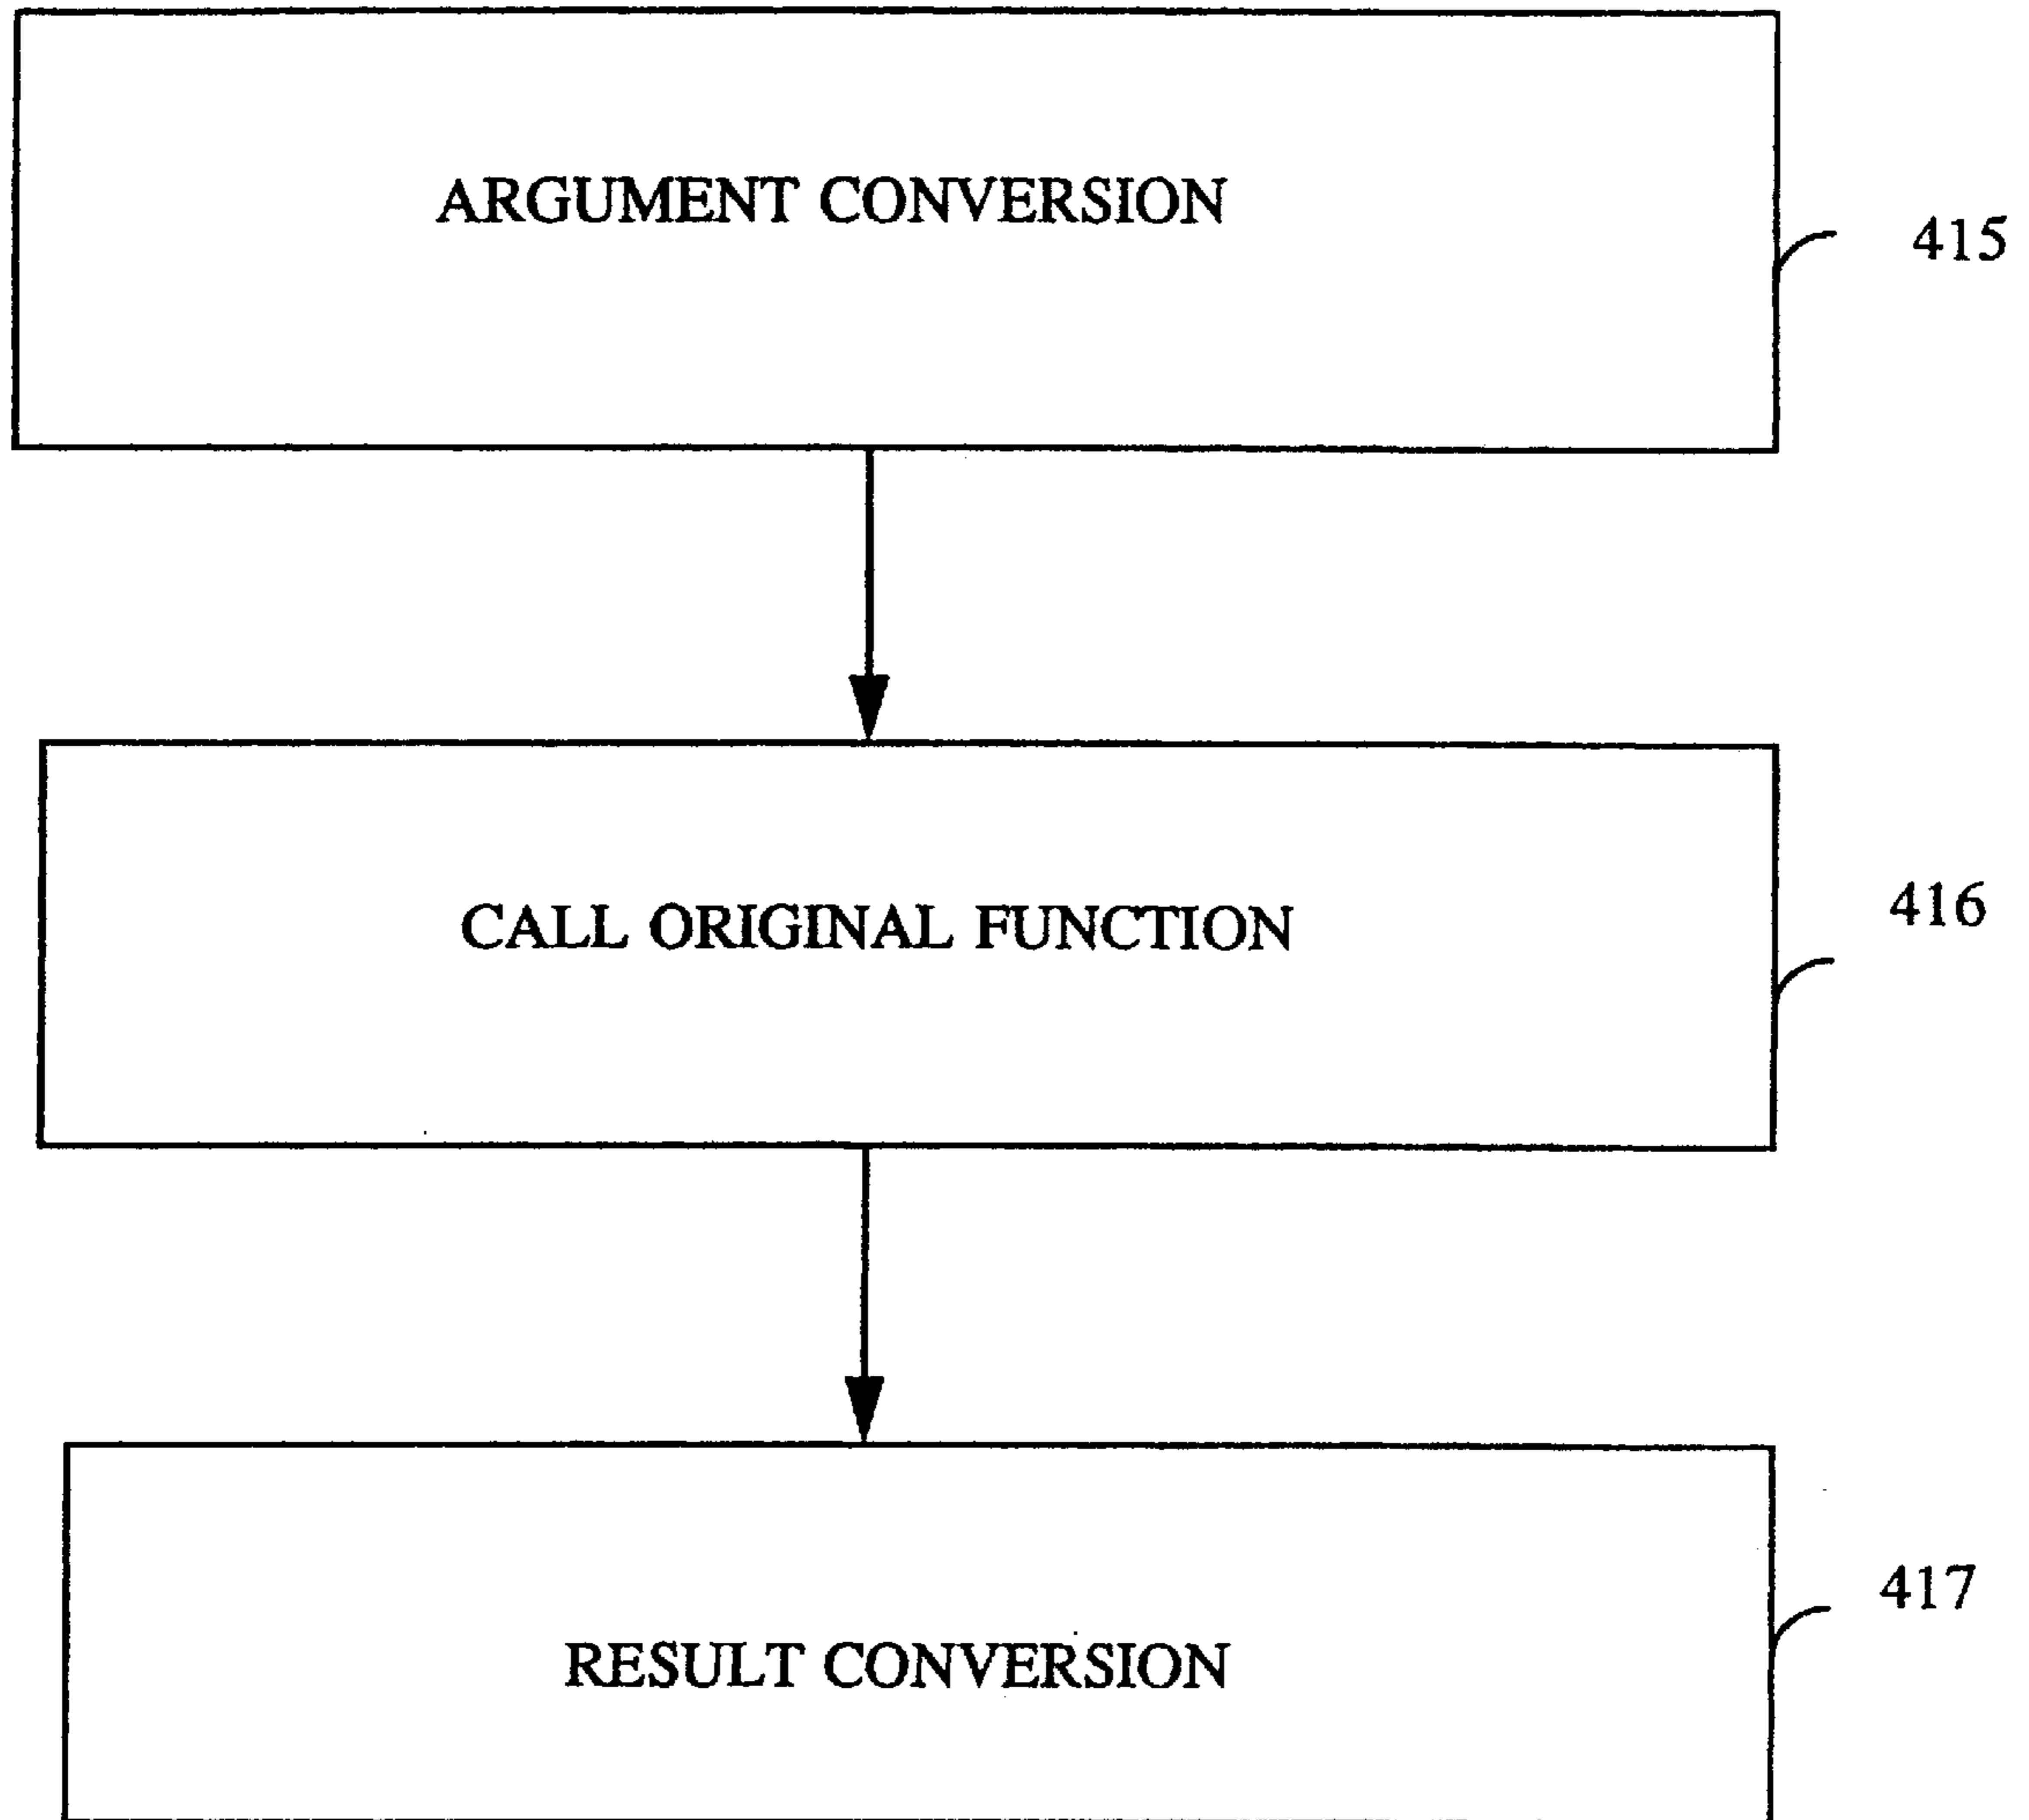 ARGUMENT CONVERSION
415
CALL ORIGINAL FUNCTION
416
RESULT CONVERSION
417